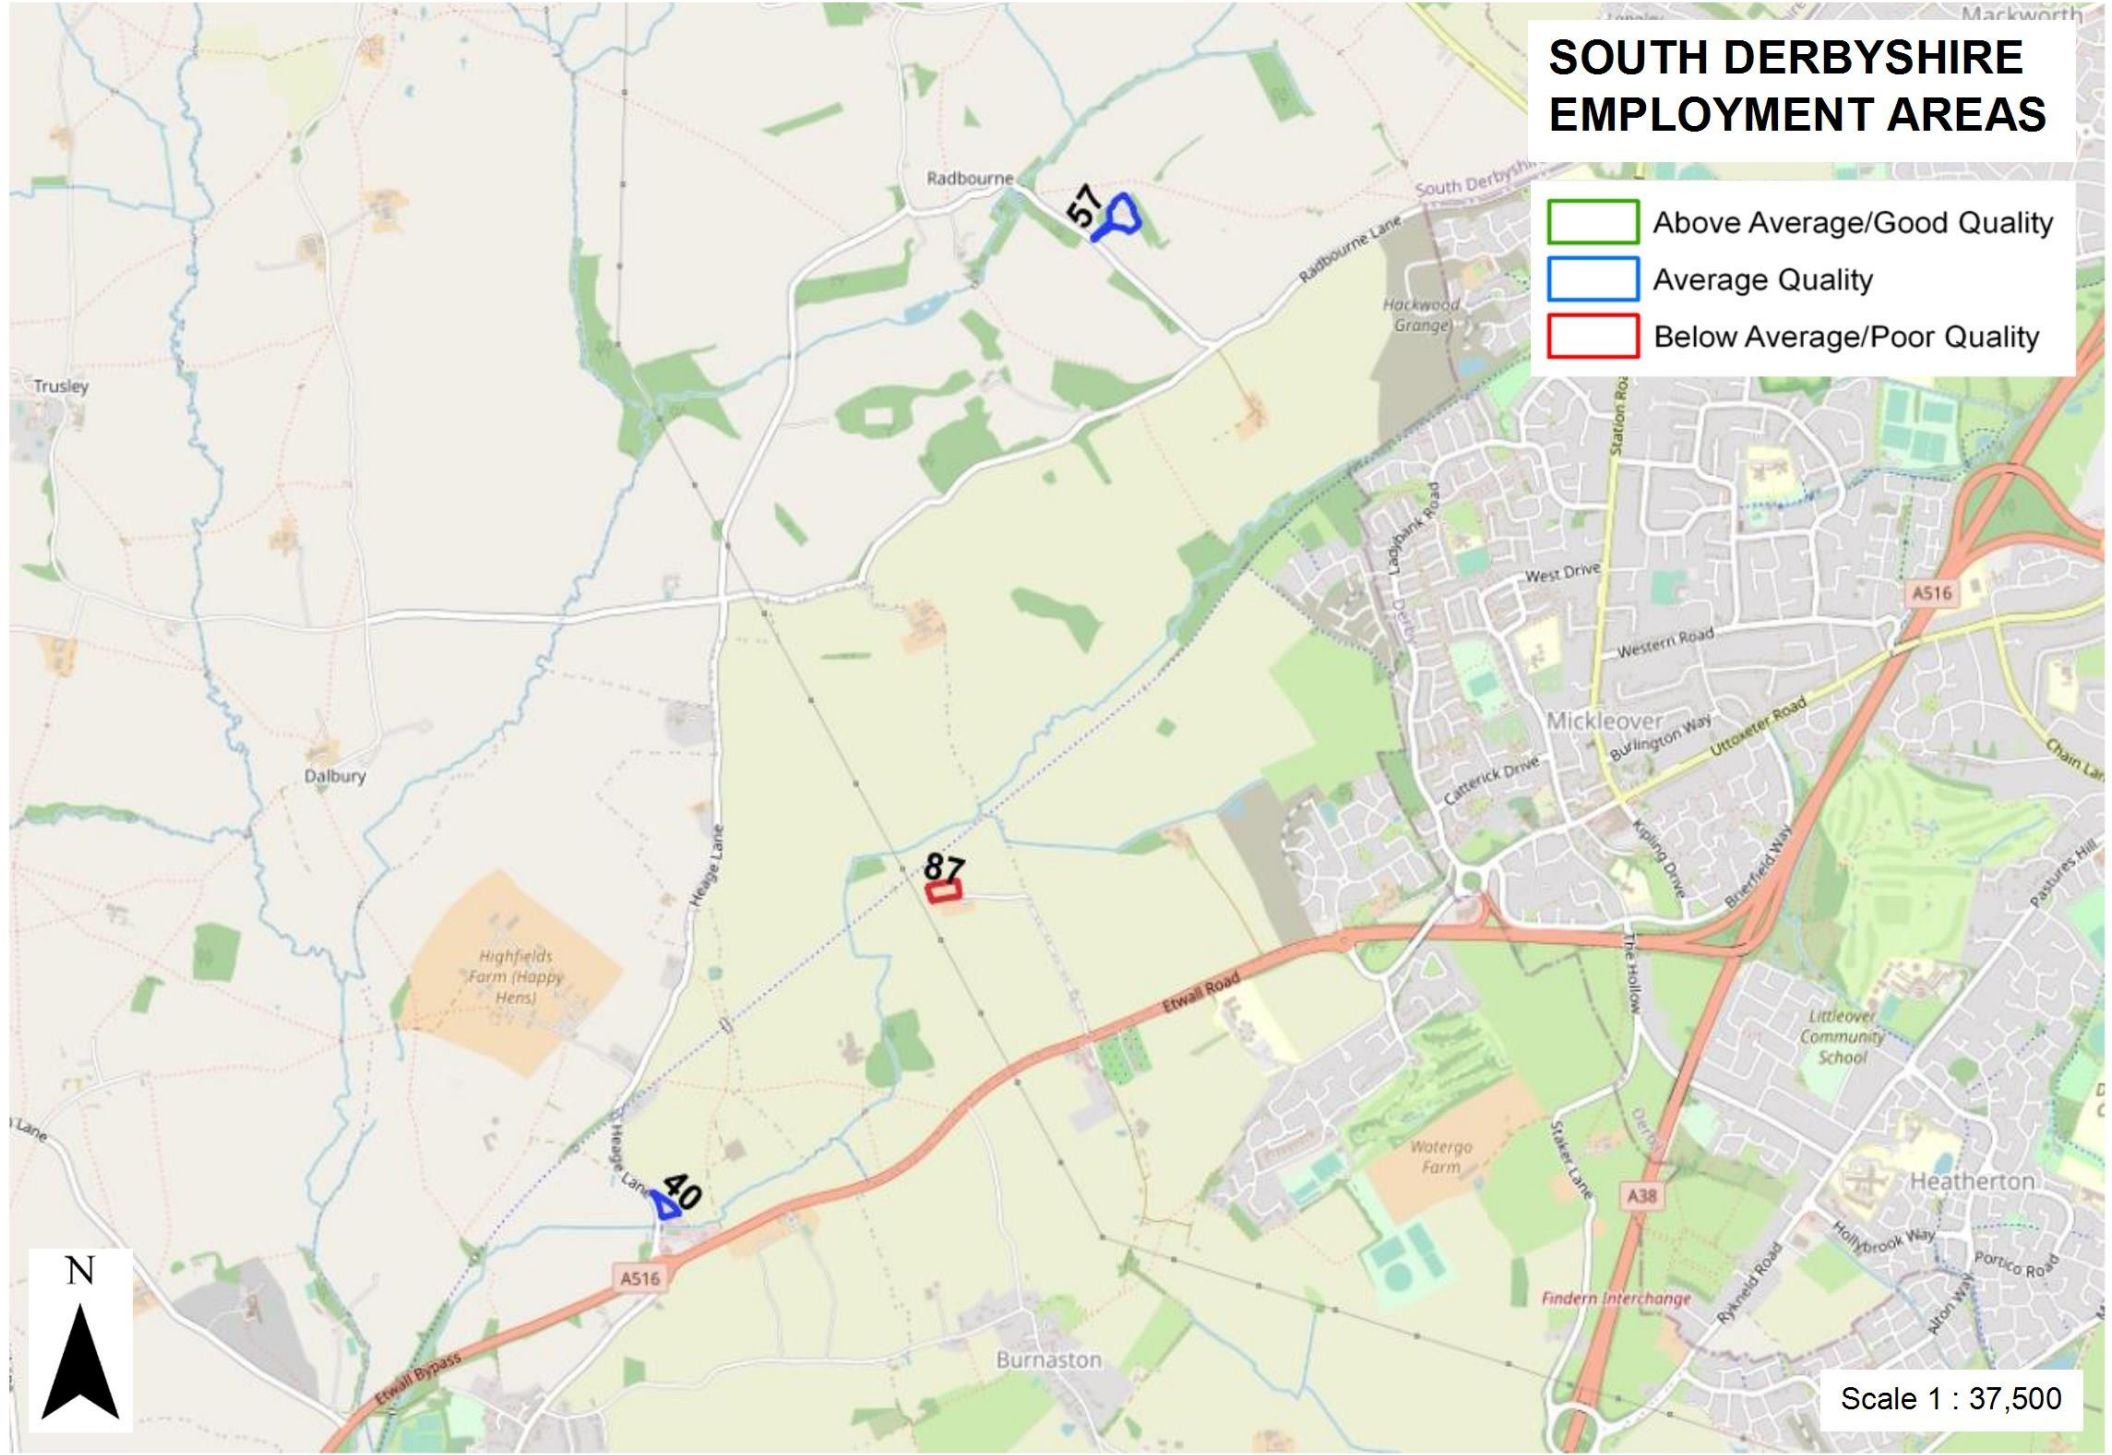 Mackworth
SOUTH DERBYSHIRE
EMPLOYMENT AREAS
Above Average/Good Quality
Average Quality
Below Average/Poor Quality
Radbourne
57
South Derbyshire
Radbourne Lane
Hackwood
Grange
Trusley
Station Road
Ladybank Road
West Drive
A516
Derby
Western Road
Mickleover
Burlington Way
Uttoxeter Road
Chain Lane
Dalbury
Catterick Drive
Kipling Drive
Brierfield Way
Pastures Hill
Heage Lane
87
Highfields
Farm (Happy
Hens)
Etwall Road
The Hollow
Littleover
Community
School
Lane
Heage Lane
40
Watergo
Farm
Staker Lane
Derby
A38
Heatherton
Hollybrook Way
Portico Road
Alton Way
Rykneld Road
Findern Interchange
N
A516
Burnaston
Etwall Bypass
Scale 1 : 37,500